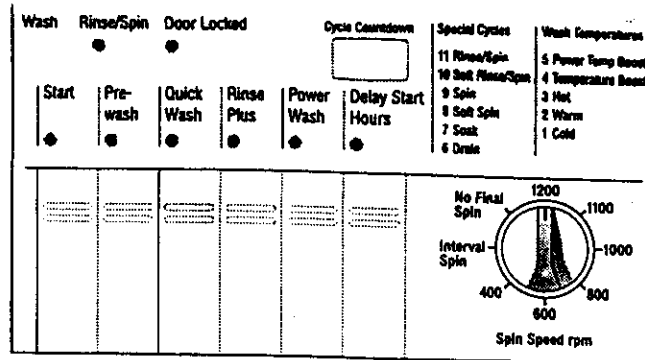 Wash Rinse/Spin Door Locked
Cycle Countdown
Special Cycles
11 Rinse/Spin
10 Soft Rinse/Spin
9 Spin
8 Soft Spin
7 Soak
6 Drain
Wash Temperatures
5 Power Temp Boost
4 Temperature Boost
3 Hot
2 Warm
1 Cold
Start
Pre-
wash
Quick
Wash
Rinse
Plus
Power
Wash
Delay Start
Hours
No Final
Spin
1200
1100
Interval
Spin
1000
400
800
600
Spin Speed rpm